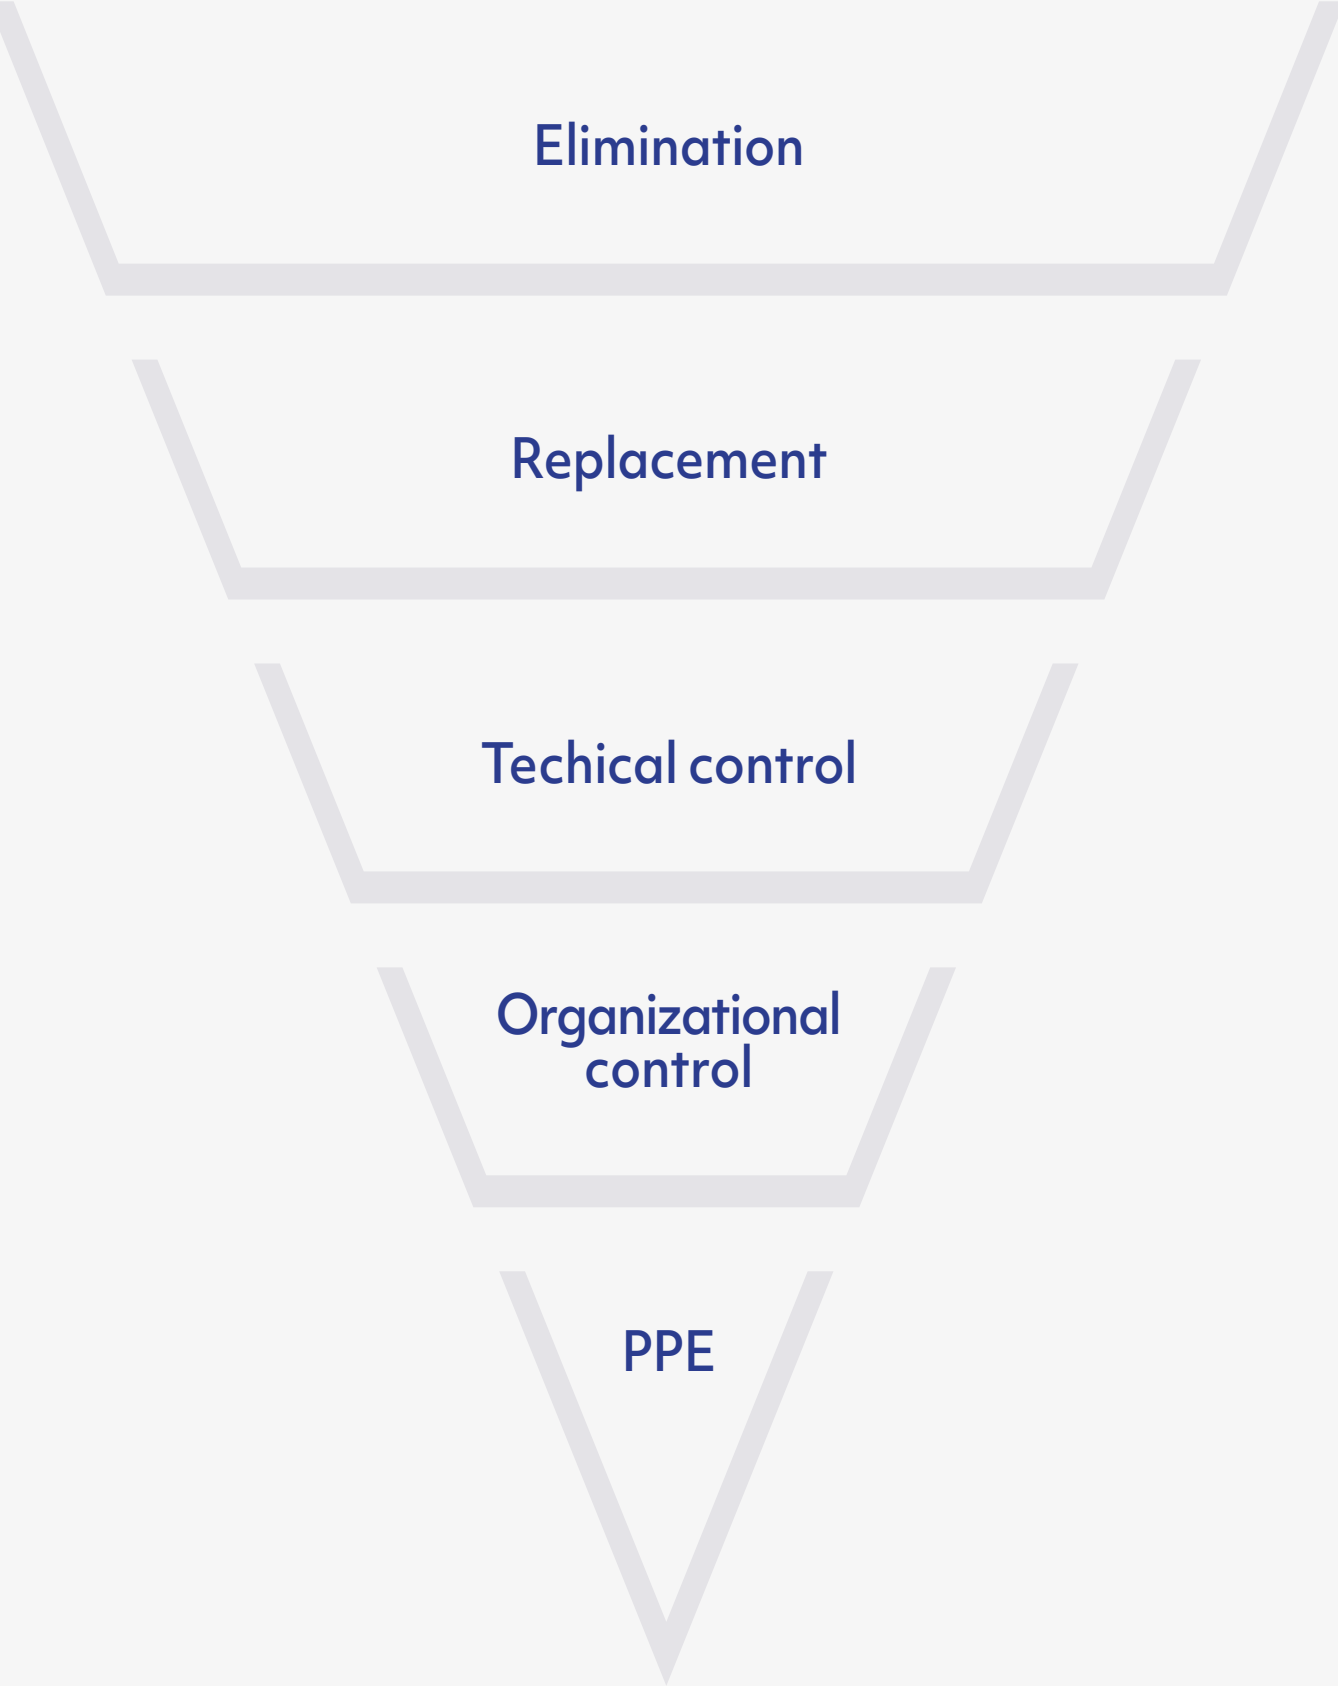 Elimination
Replacement
Techical control
Organizational
control
PPE